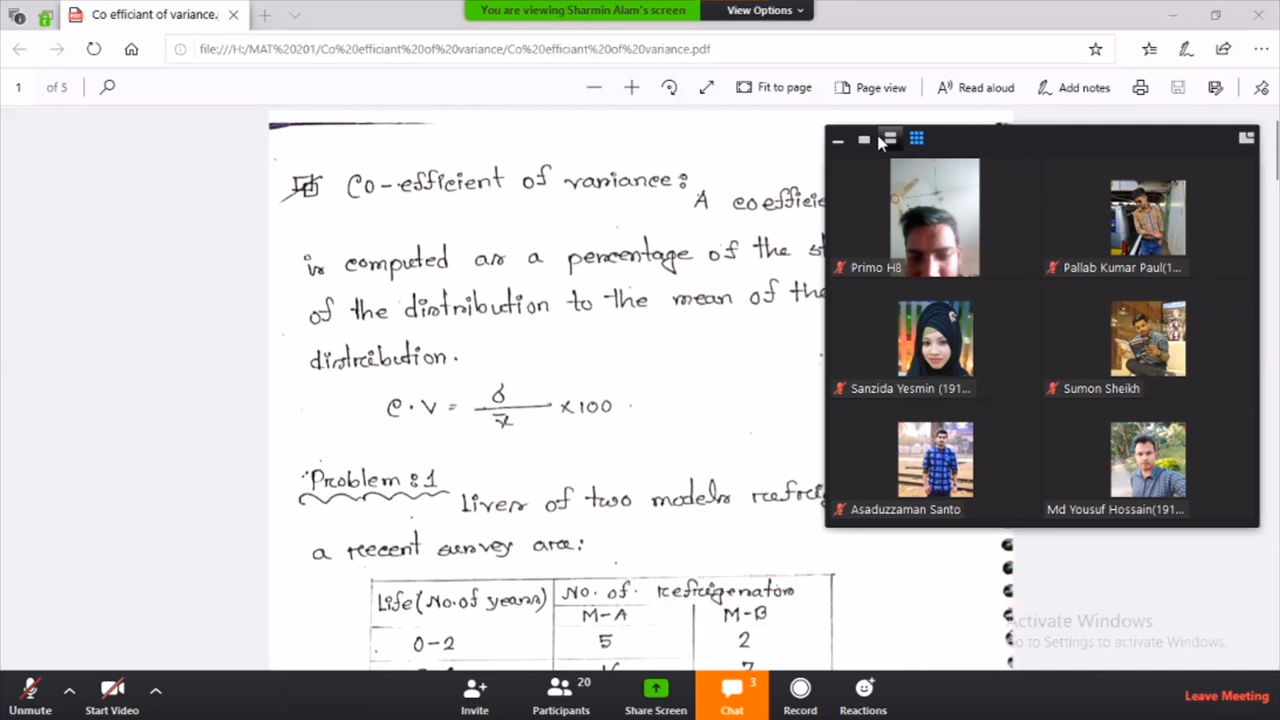 Co efficiant of variance.
You are viewing Sharmin Alam's screen
View Options
file:///H:/MAT%20201/Co%20efficiant%20of%20variance/Co%20efficiant%20of%20variance.pdf
1 of 5
Fit to page
Page view
Read aloud
Add notes
Co-efficient of variance:
A coefficie
is computed as a percentage of the st
of the distribution to the mean of the
distribution.
C.V = σ/x̄ ×100
Problem:1
Lives of two models refrig
a recent survey are:
Life (No. of years)
No. of refrigenators
M-A
M-B
0-2
5
2
16
7
Primo H8
Pallab Kumar Paul(1...
Sanzida Yesmin (191...
Sumon Sheikh
Asaduzzaman Santo
Md Yousuf Hossain(191...
Activate Windows
Go to Settings to activate Windows.
Unmute
Start Video
Invite
Participants
20
Share Screen
Chat
3
Record
Reactions
Leave Meeting